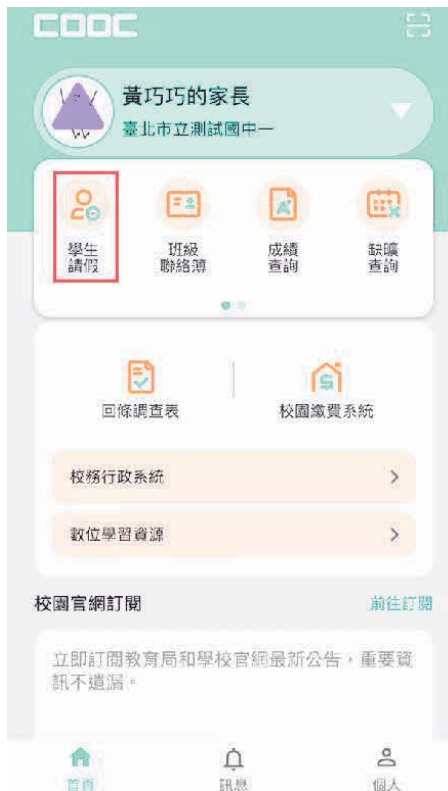 COOC
黃巧巧的家長
臺北市立測試國中一
學生
請假
班級
聯絡簿
成績
查詢
缺曠
查詢
回條調查表
校園繳費系統
校務行政系統
數位學習資源
校園官網訂閱
前往訂閱
立即訂閱教育局和學校官網最新公告,重要資
訊不遺漏。
首頁
訊息
個人